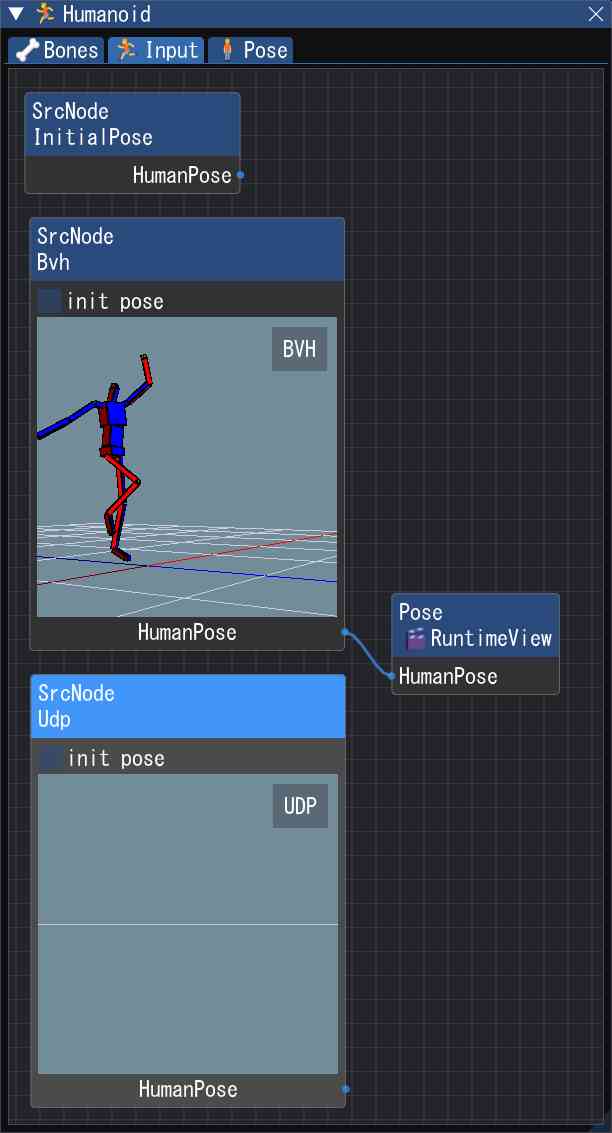 Humanoid
Bones Input Pose
SrcNode
InitialPose
HumanPose
SrcNode
Bvh
init pose
BVH
HumanPose
Pose
RuntimeView
HumanPose
SrcNode
Udp
init pose
UDP
HumanPose